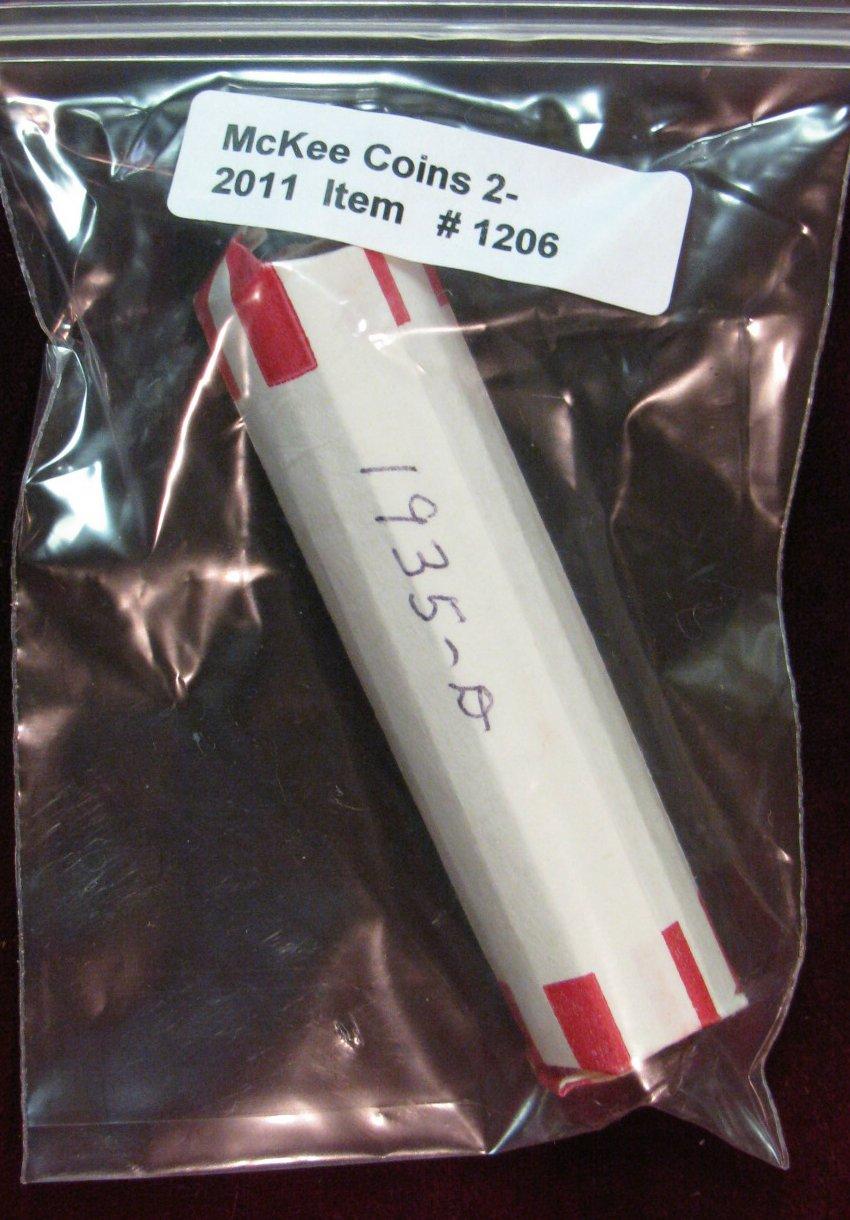 McKee Coins 2-
2011 Item # 1206
1935-D